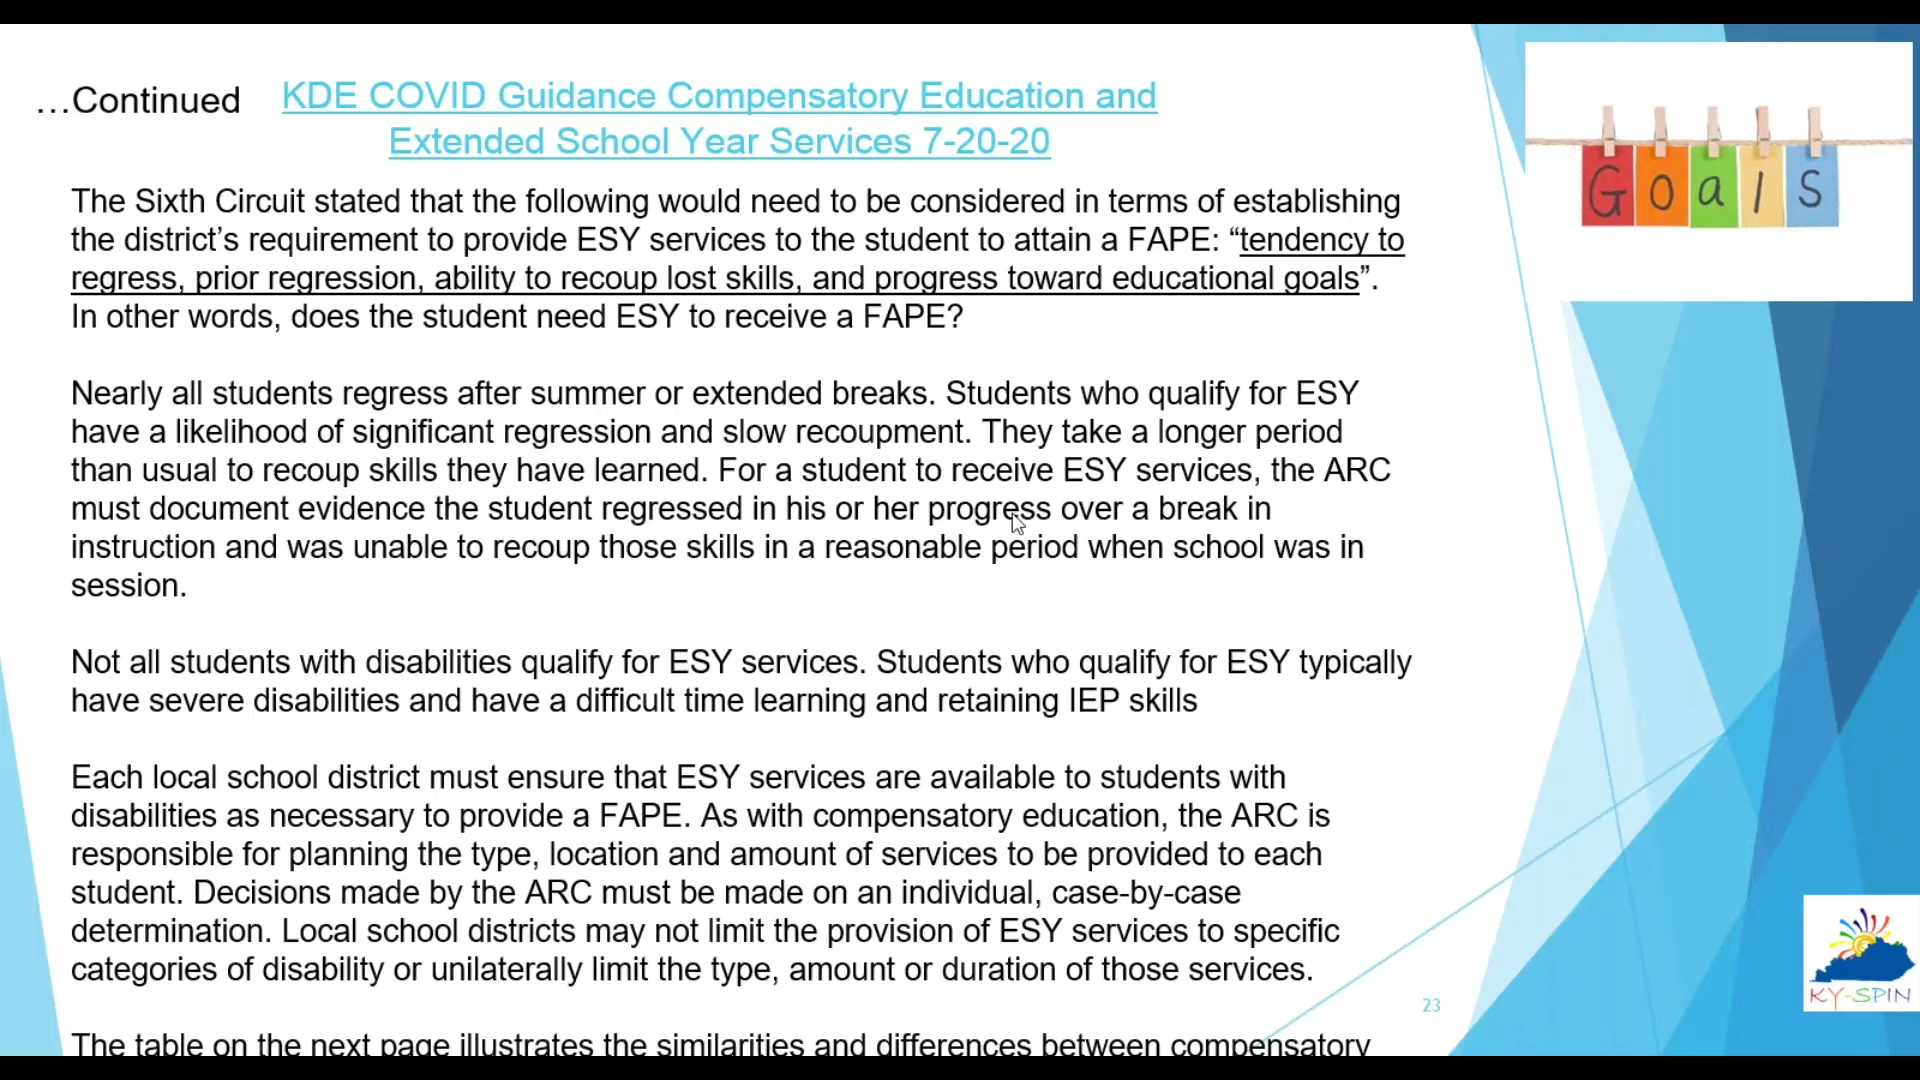 …Continued
KDE COVID Guidance Compensatory Education and
Extended School Year Services 7-20-20
Goals
The Sixth Circuit stated that the following would need to be considered in terms of establishing
the district’s requirement to provide ESY services to the student to attain a FAPE: “tendency to
regress, prior regression, ability to recoup lost skills, and progress toward educational goals”.
In other words, does the student need ESY to receive a FAPE?
Nearly all students regress after summer or extended breaks. Students who qualify for ESY
have a likelihood of significant regression and slow recoupment. They take a longer period
than usual to recoup skills they have learned. For a student to receive ESY services, the ARC
must document evidence the student regressed in his or her progress over a break in
instruction and was unable to recoup those skills in a reasonable period when school was in
session.
Not all students with disabilities qualify for ESY services. Students who qualify for ESY typically
have severe disabilities and have a difficult time learning and retaining IEP skills
Each local school district must ensure that ESY services are available to students with
disabilities as necessary to provide a FAPE. As with compensatory education, the ARC is
responsible for planning the type, location and amount of services to be provided to each
student. Decisions made by the ARC must be made on an individual, case-by-case
determination. Local school districts may not limit the provision of ESY services to specific
categories of disability or unilaterally limit the type, amount or duration of those services.
The table on the next page illustrates the similarities and differences between compensatory
23
KY-SPIN